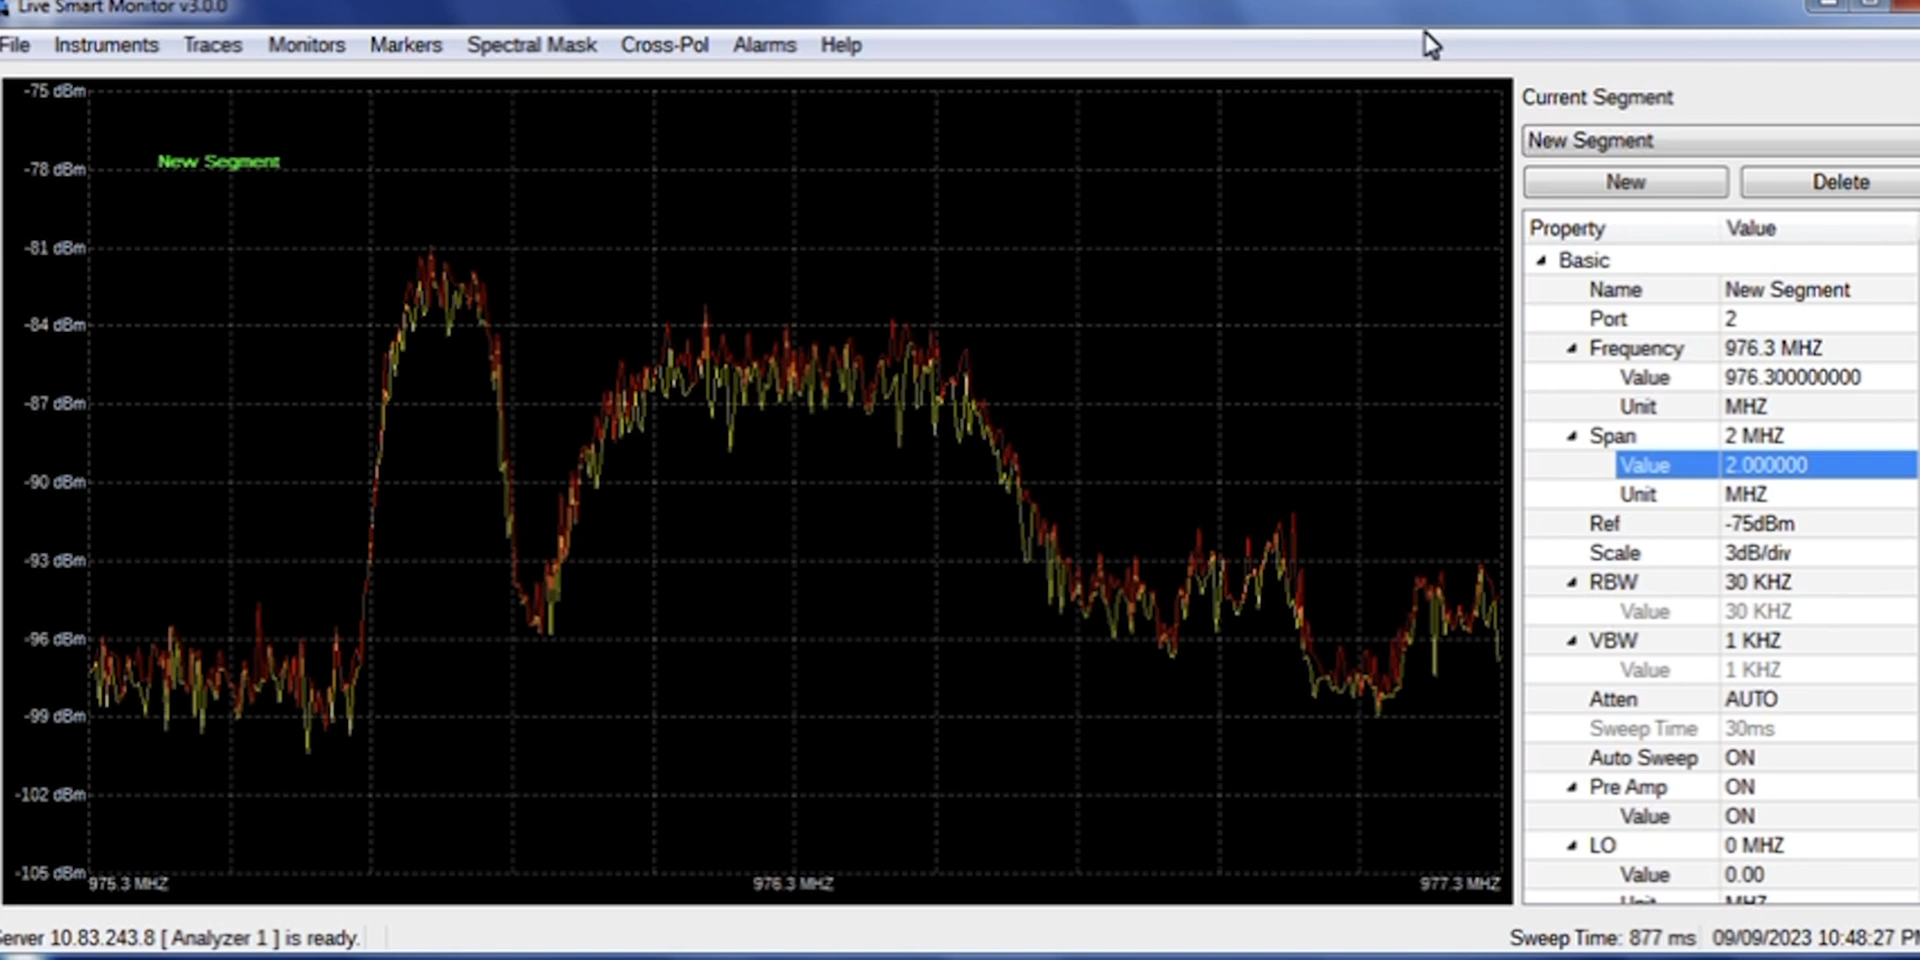 Live Smart Monitor v3.0.0
File Instruments Traces Monitors Markers Spectral Mask Cross-Pol Alarms Help
-75 dBm
New Segment
-78 dBm
-81 dBm
-84 dBm
-87 dBm
-90 dBm
-93 dBm
-96 dBm
-99 dBm
-102 dBm
-105 dBm
975.3 MHZ 976.3 MHZ 977.3 MHZ
Current Segment
New Segment
New Delete
Property Value
Basic
Name New Segment
Port 2
Frequency 976.3 MHZ
Value 976.300000000
Unit MHZ
Span 2 MHZ
Value 2.000000
Unit MHZ
Ref -75dBm
Scale 3dB/div
RBW 30 KHZ
Value 30 KHZ
VBW 1 KHZ
Value 1 KHZ
Atten AUTO
Sweep Time 30ms
Auto Sweep ON
Pre Amp ON
Value ON
LO 0 MHZ
Value 0.00
Unit MHZ
Server 10.83.243.8 [ Analyzer 1 ] is ready.
Sweep Time: 877 ms 09/09/2023 10:48:27 PM